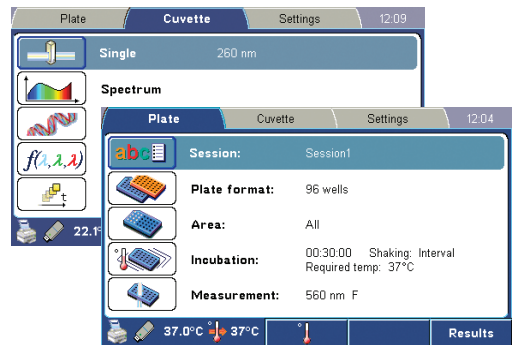 Plate Cuvette Settings 12:09
Single 260 nm
Spectrum
f(λ,λ,λ)
t
22.1°
Plate Cuvette Settings 12:04
abc Session: Session1
Plate format: 96 wells
Area: All
Incubation: 00:30:00 Shaking: Interval
Required temp: 37°C
Measurement: 560 nm F
37.0°C 37°C Results